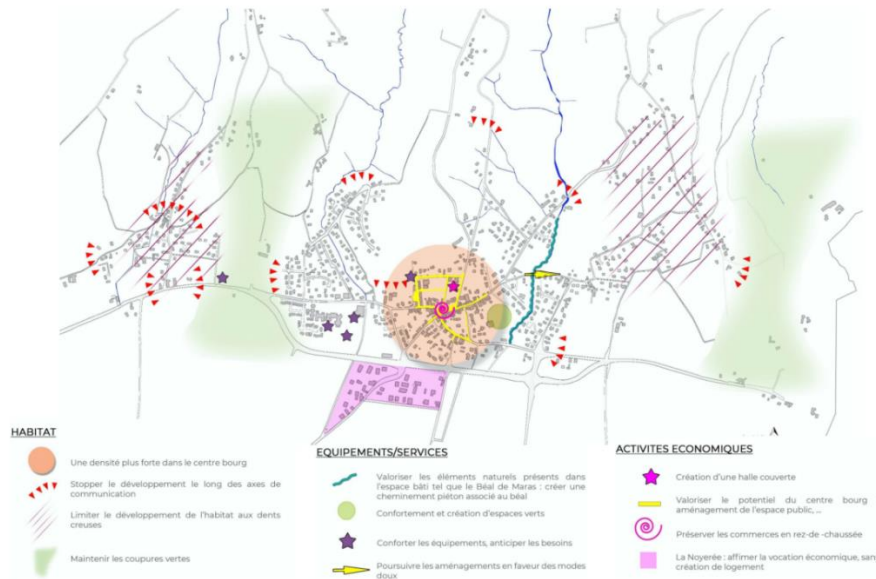 HABITAT
Une densité plus forte dans le centre bourg
Stopper le développement le long des axes de
communication
Limiter le développement de l'habitat aux dents
creuses
Maintenir les coupures vertes
EQUIPEMENTS/SERVICES
Valoriser les éléments naturels présents dans
l'espace bâti tel que le Béal de Maras : créer une
cheminement piéton associé au béal
Confortement et création d'espaces verts
Conforter les équipements, anticiper les besoins
Poursuivre les aménagements en faveur des modes
doux
ACTIVITES ECONOMIQUES
Création d'une halle couverte
Valoriser le potentiel du centre bourg
aménagement de l'espace public, ...
Préserver les commerces en rez-de -chaussée
La Noyerée : affirmer la vocation économique, san
création de logement